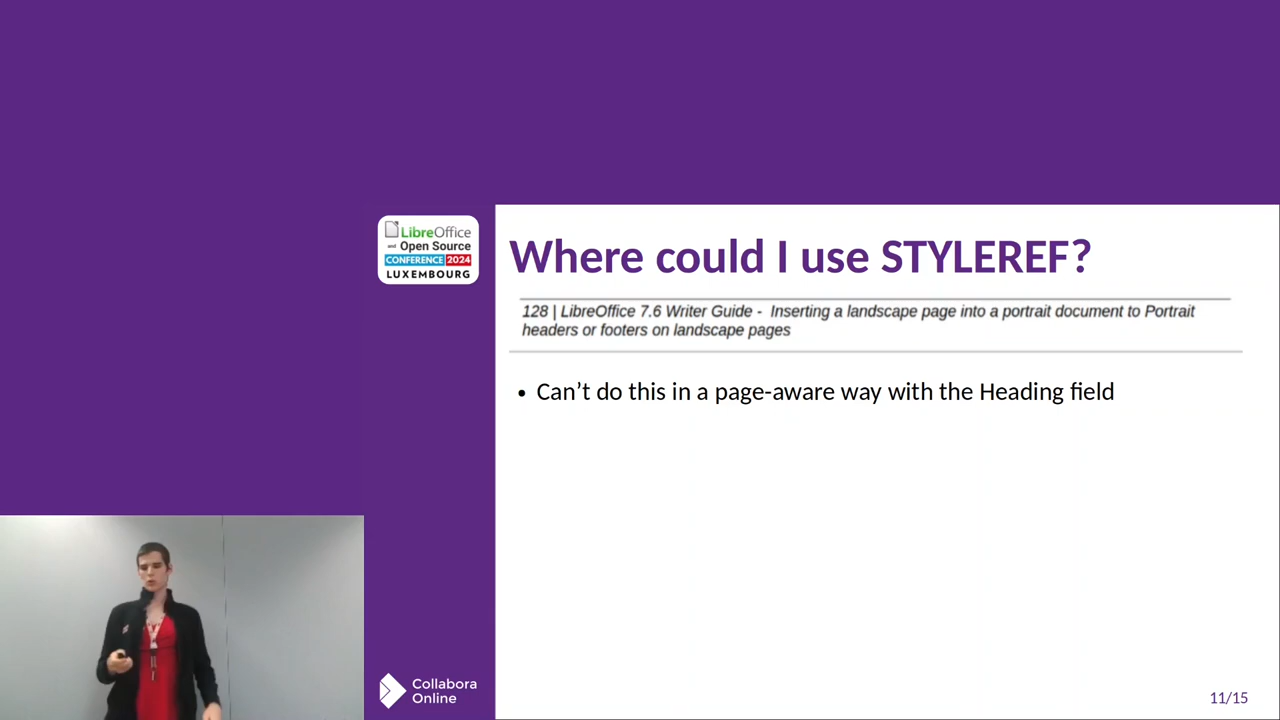 LibreOffice
and Open Source
CONFERENCE 2024
LUXEMBOURG
Where could I use STYLEREF?
128 | LibreOffice 7.6 Writer Guide - Inserting a landscape page into a portrait document to Portrait
headers or footers on landscape pages
• Can’t do this in a page-aware way with the Heading field
Collabora
Online
11/15